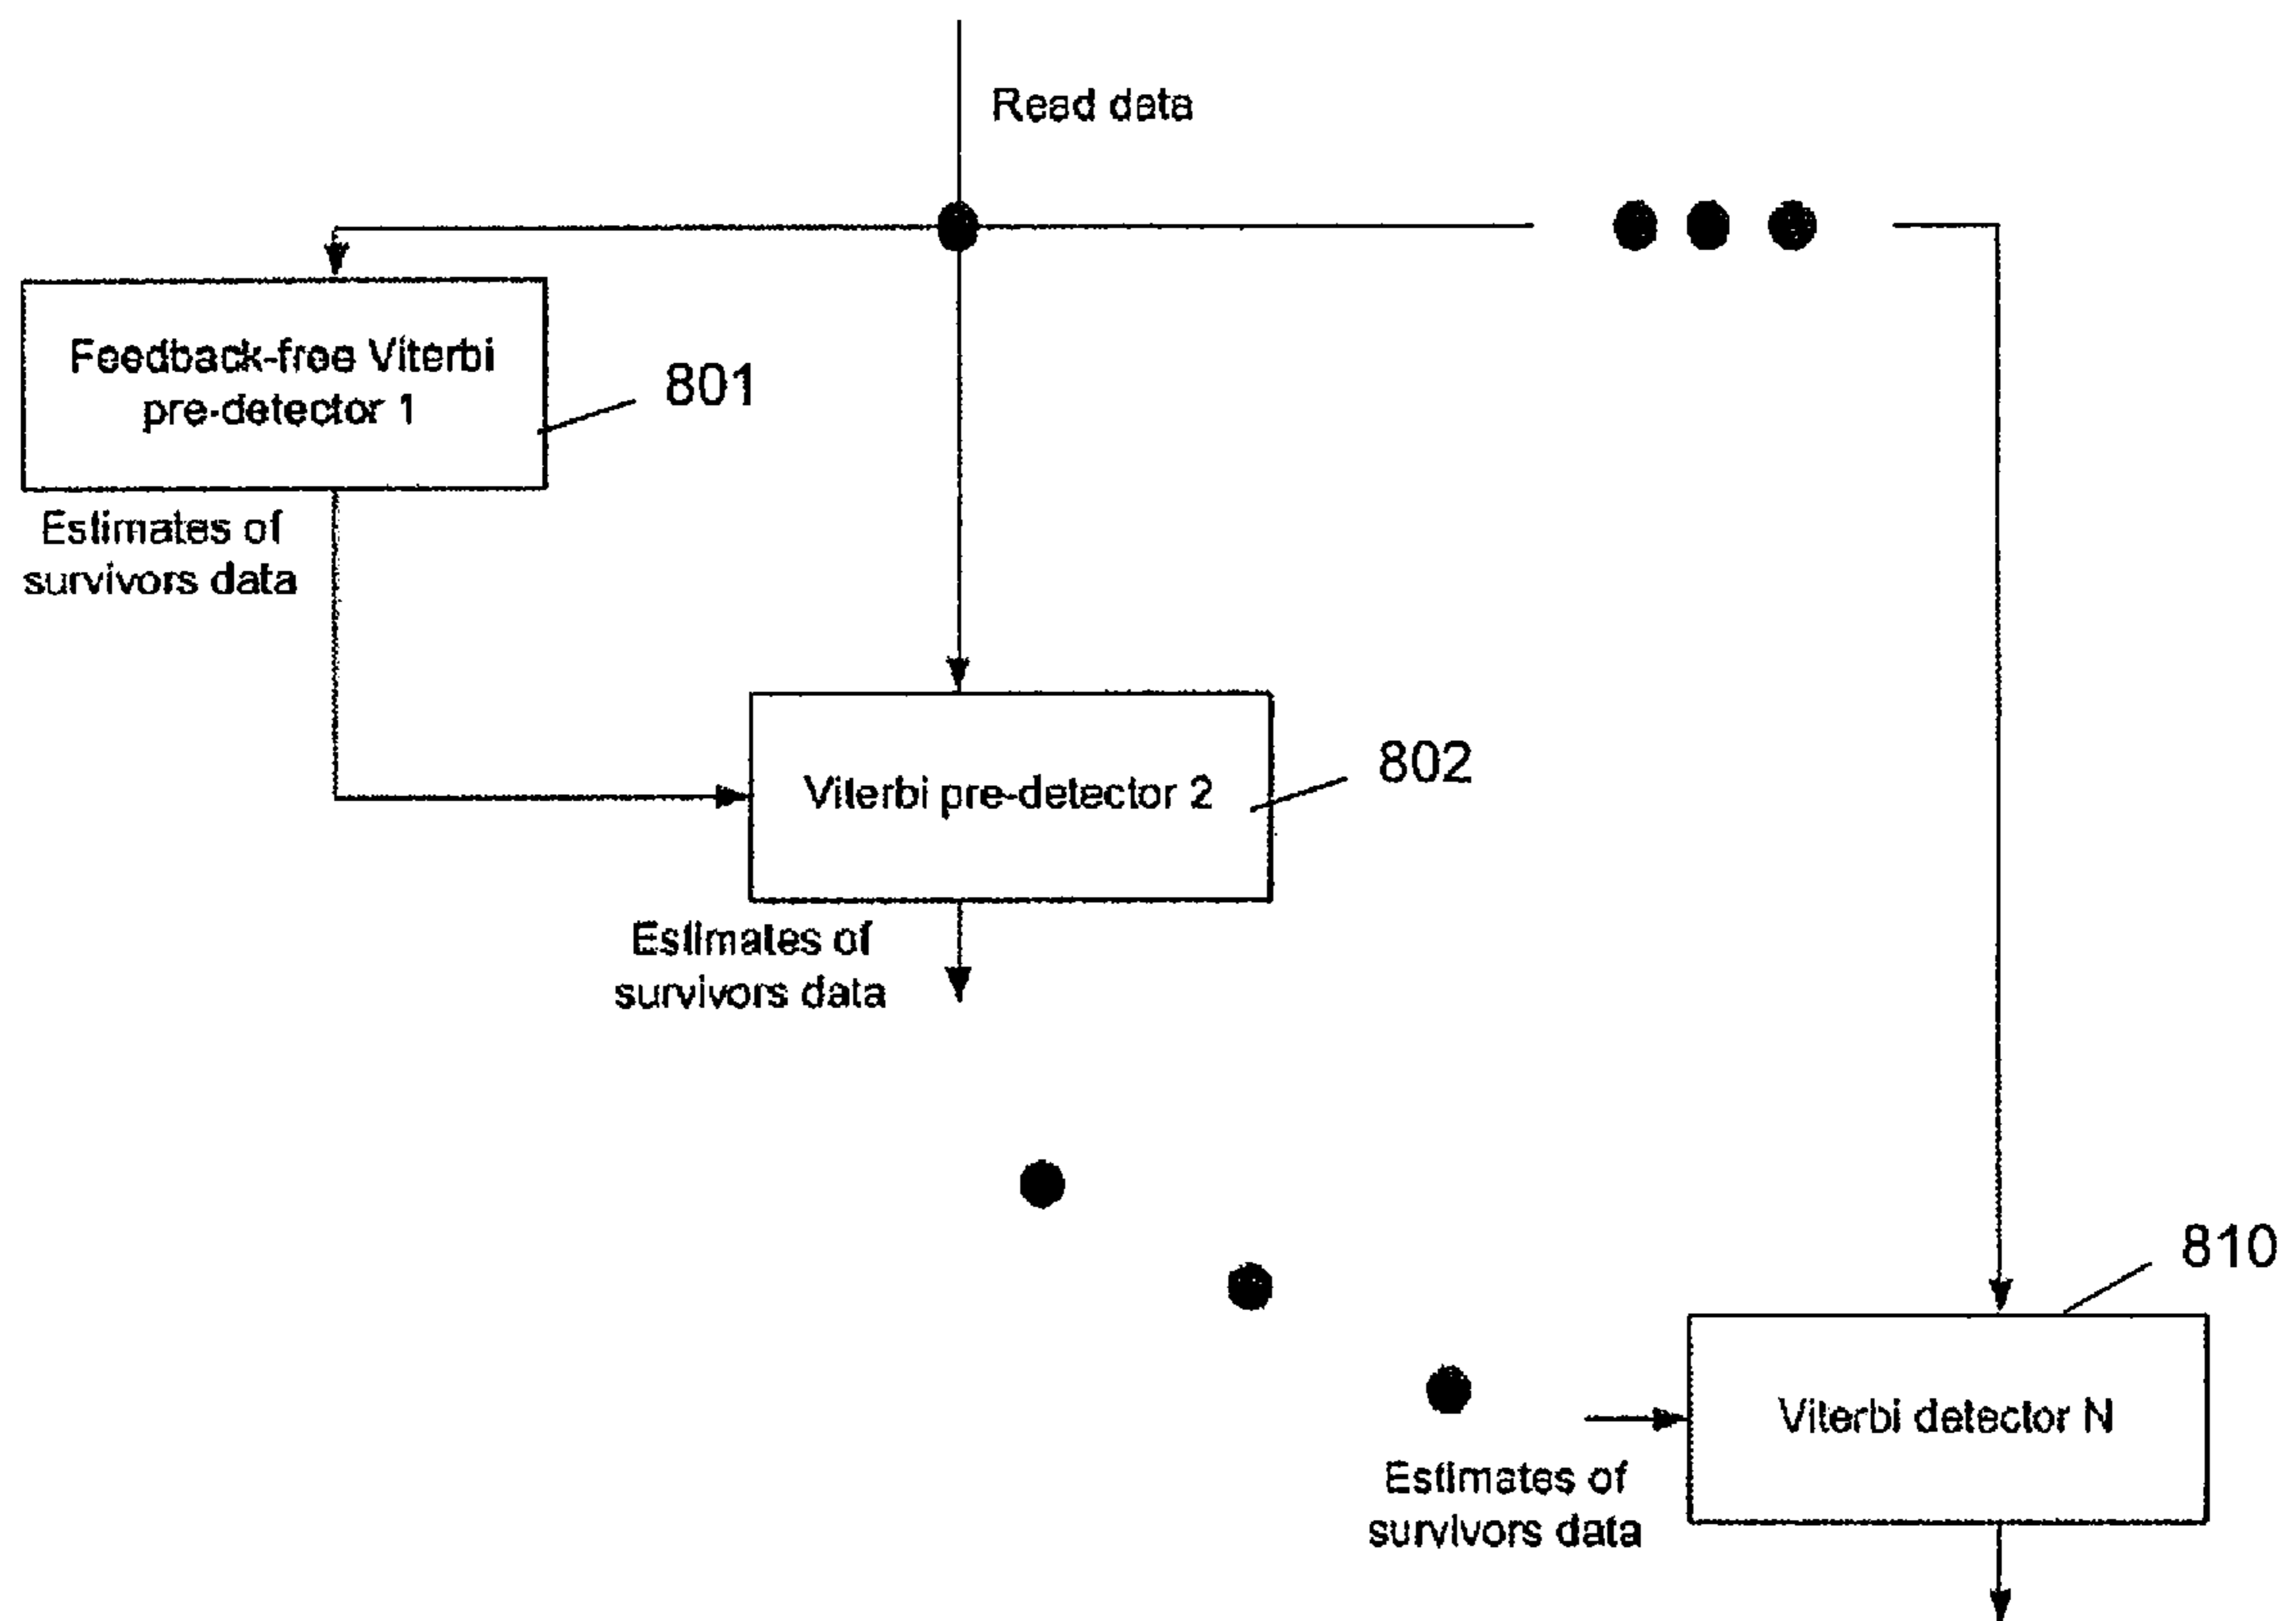 Read data
Feedback-free Viterbi
pre-detector 1
801
Estimates of
survivors data
Viterbi pre-detector 2
802
Estimates of
survivors data
810
Viterbi detector N
Estimates of
survivors data